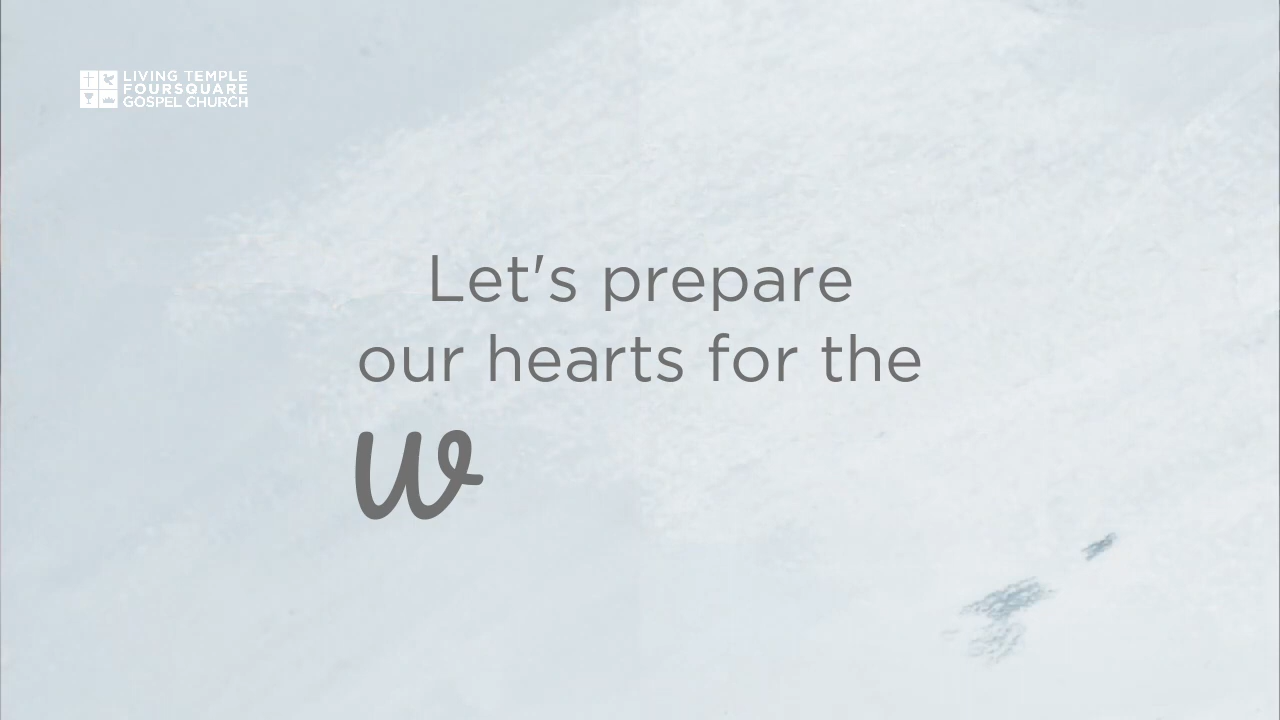 LIVING TEMPLE
FOURSQUARE
GOSPEL CHURCH
Let's prepare
our hearts for the
W